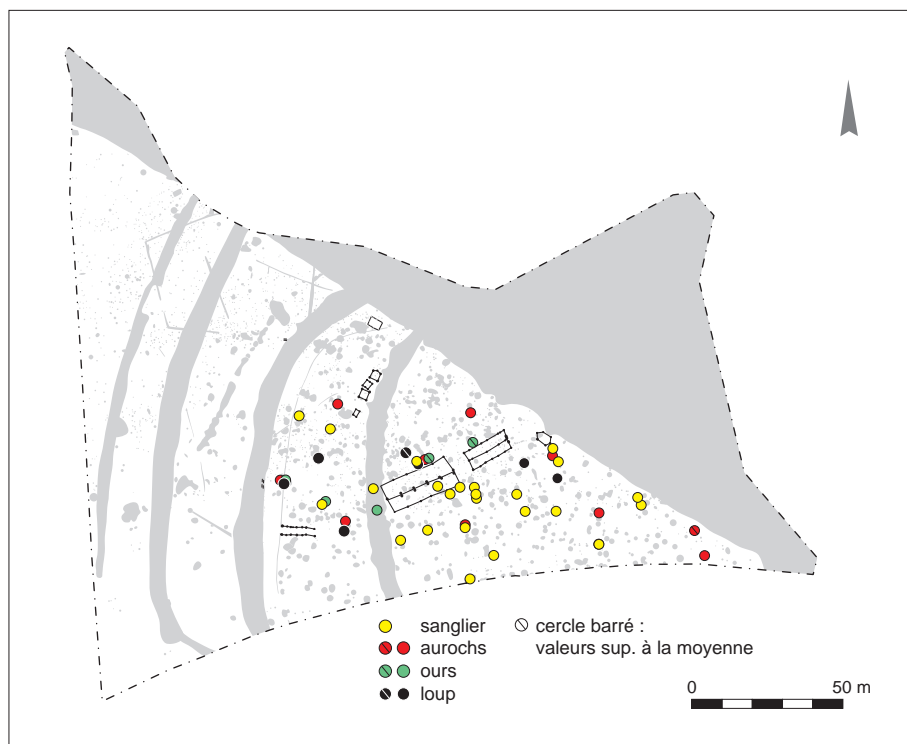 sanglier
aurochs
ours
loup
cercle barré :
valeurs sup. à la moyenne
0 50 m